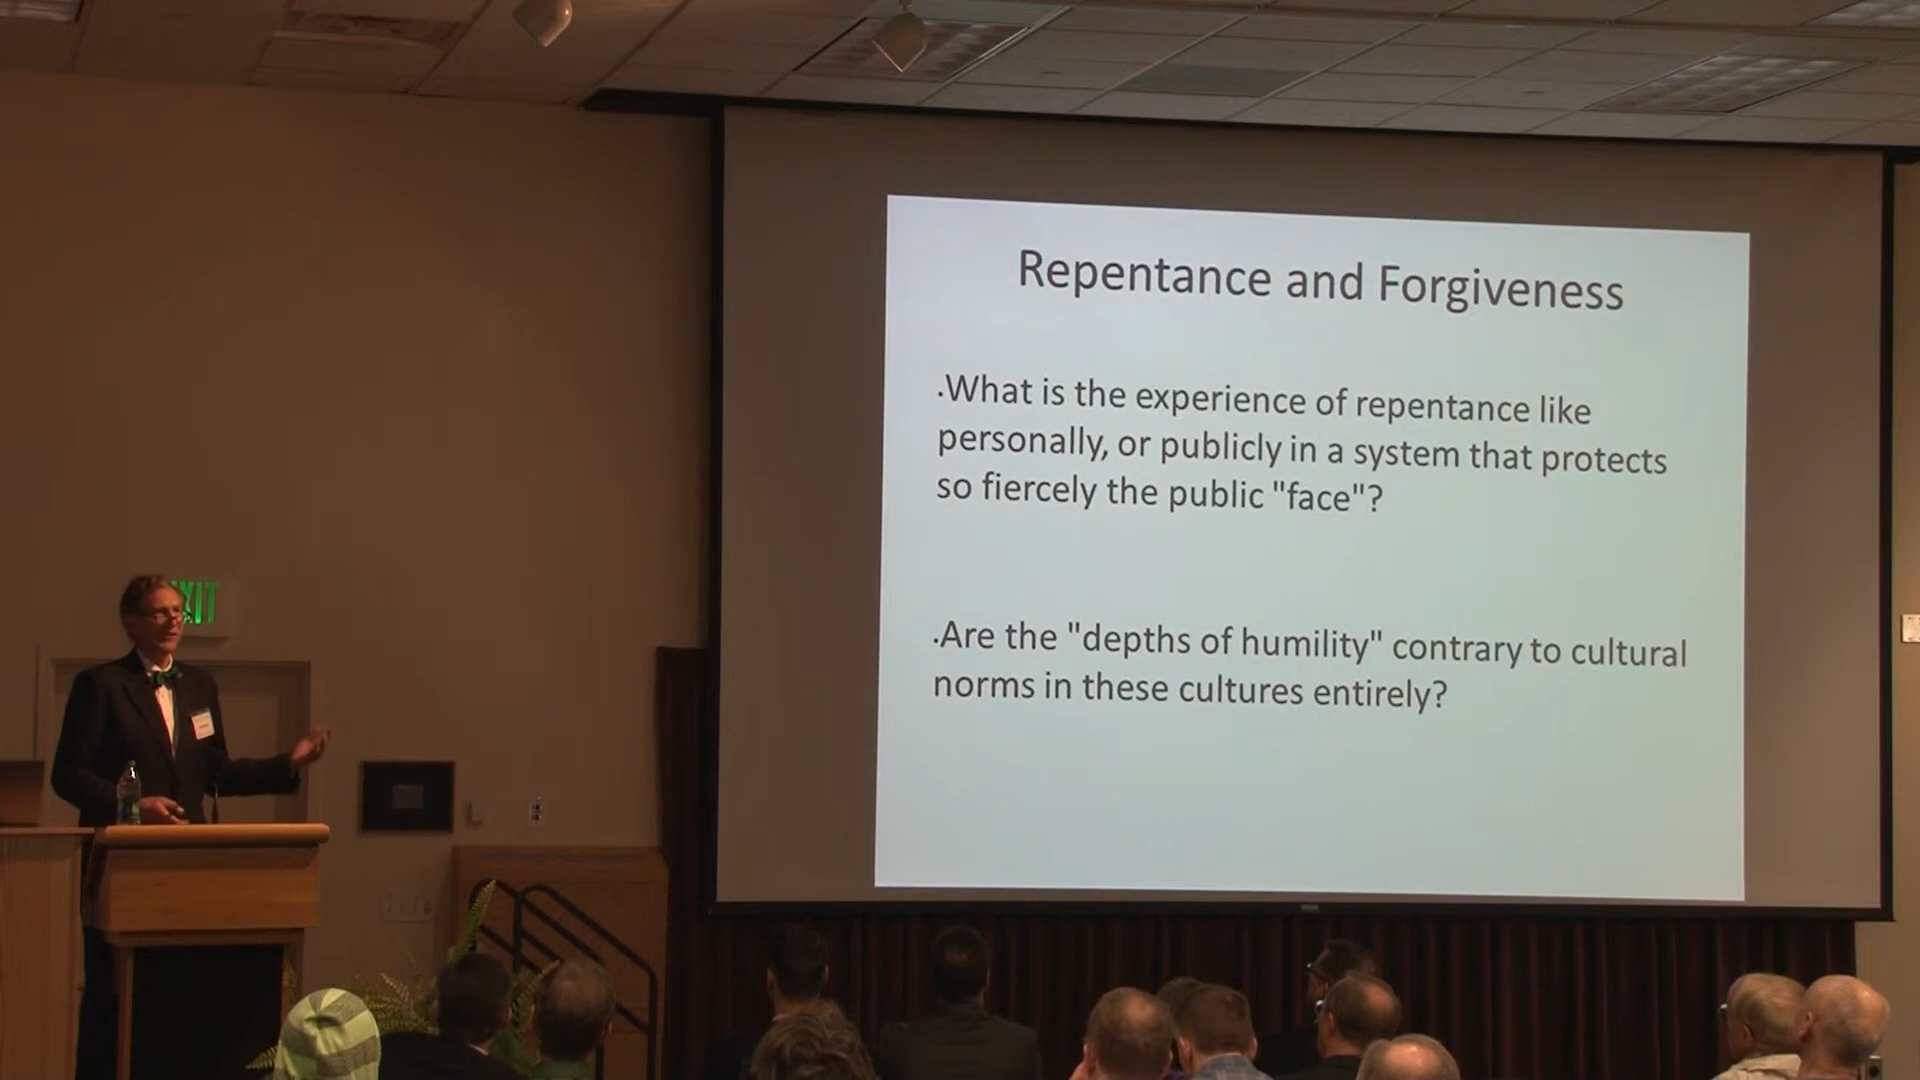 EXIT
Repentance and Forgiveness
.What is the experience of repentance like
personally, or publicly in a system that protects
so fiercely the public "face"?
.Are the "depths of humility" contrary to cultural
norms in these cultures entirely?